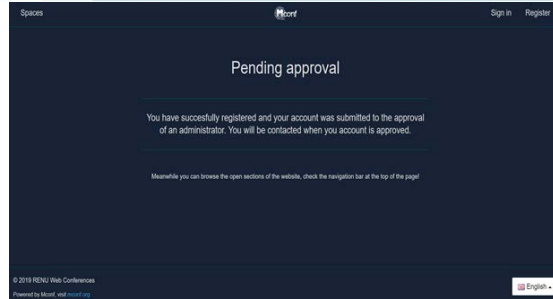 Spaces
Mconf
Sign in Register
Pending approval
You have succesfully registered and your account was submitted to the approval
of an administrator. You will be contacted when you account is approved.
Meanwhile you can browse the open sections of the website, check the navigation bar at the top of the page!
© 2019 RENU Web Conferences
Powered by Mconf, visit mconf.org
English